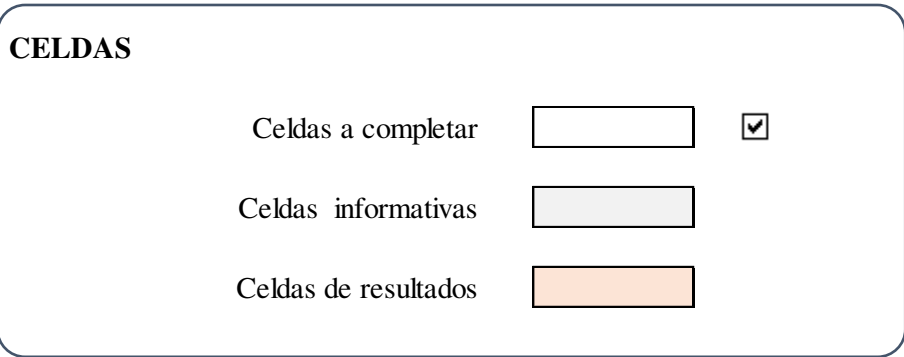 CELDAS
Celdas a completar
Celdas informativas
Celdas de resultados